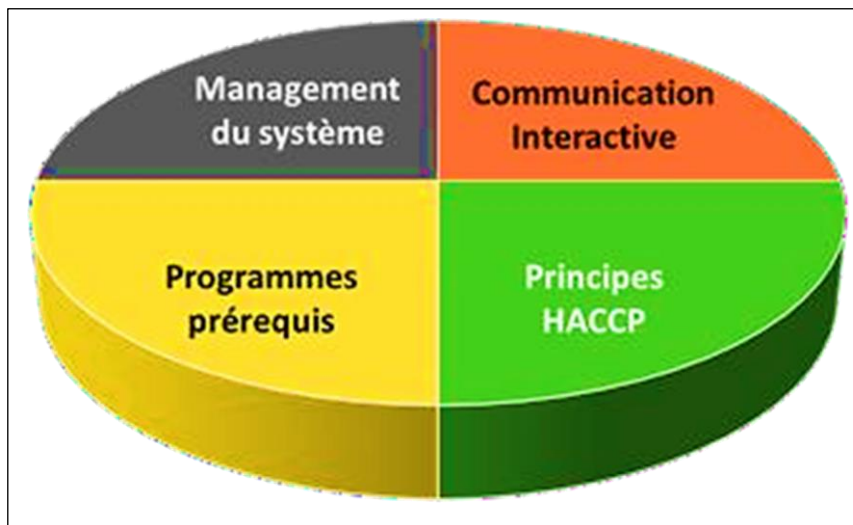 Management
du système
Communication
Interactive
Programmes
prérequis
Principes
HACCP